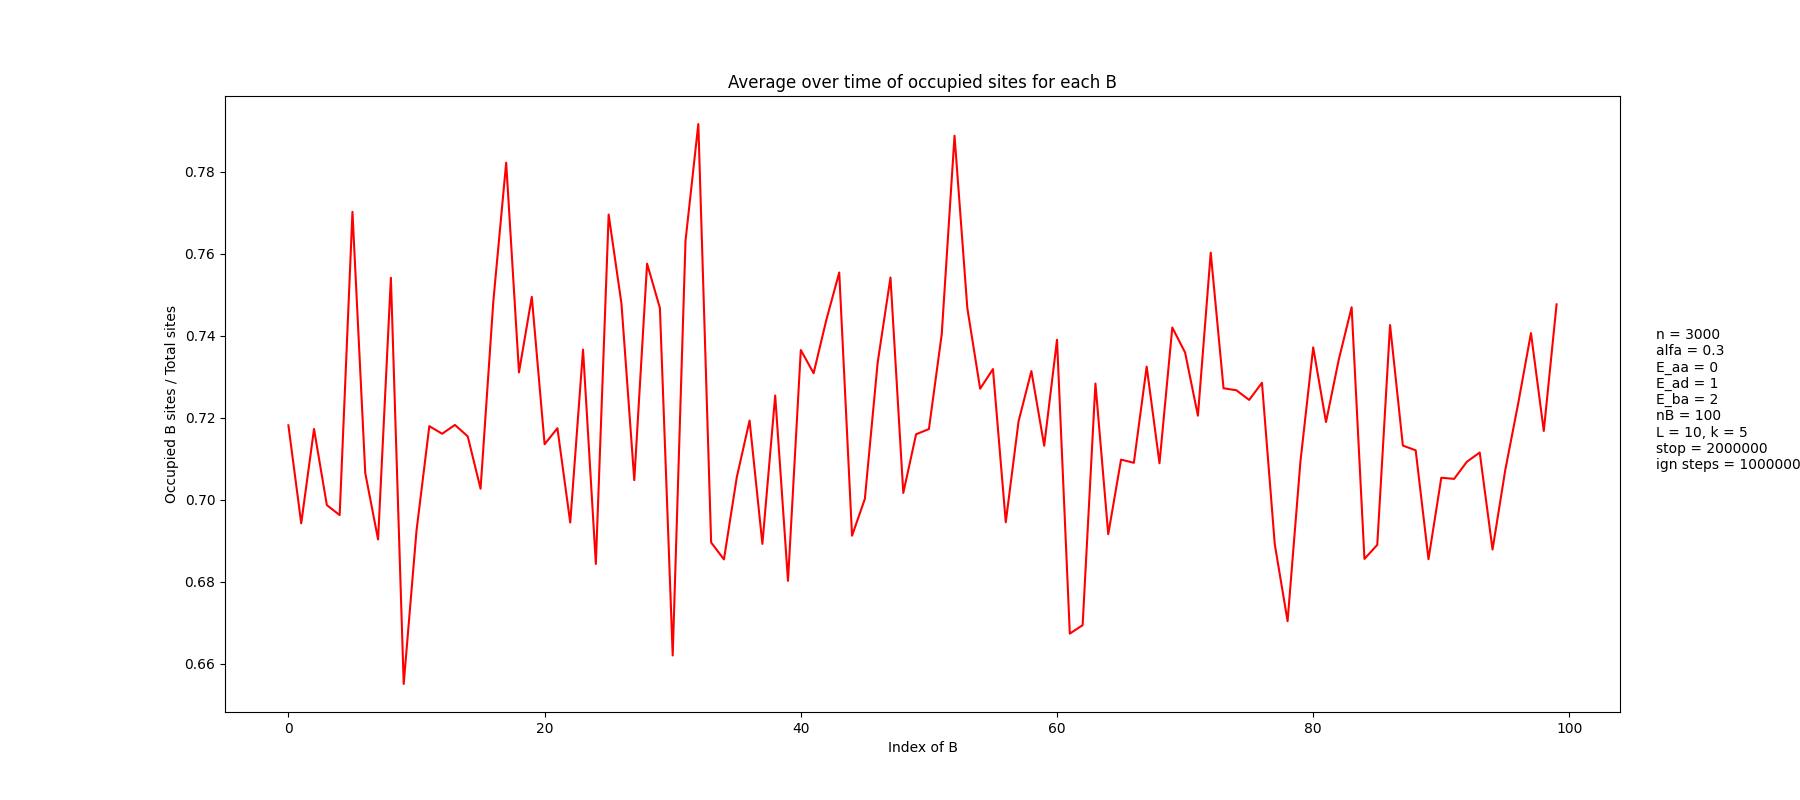 Average over time of occupied sites for each B
Occupied B sites / Total sites
0.78
0.76
0.74
0.72
0.70
0.68
0.66
0 20 40 60 80 100
Index of B
n = 3000
alfa = 0.3
E_aa = 0
E_ad = 1
E_ba = 2
nB = 100
L = 10, k = 5
stop = 2000000
ign steps = 1000000